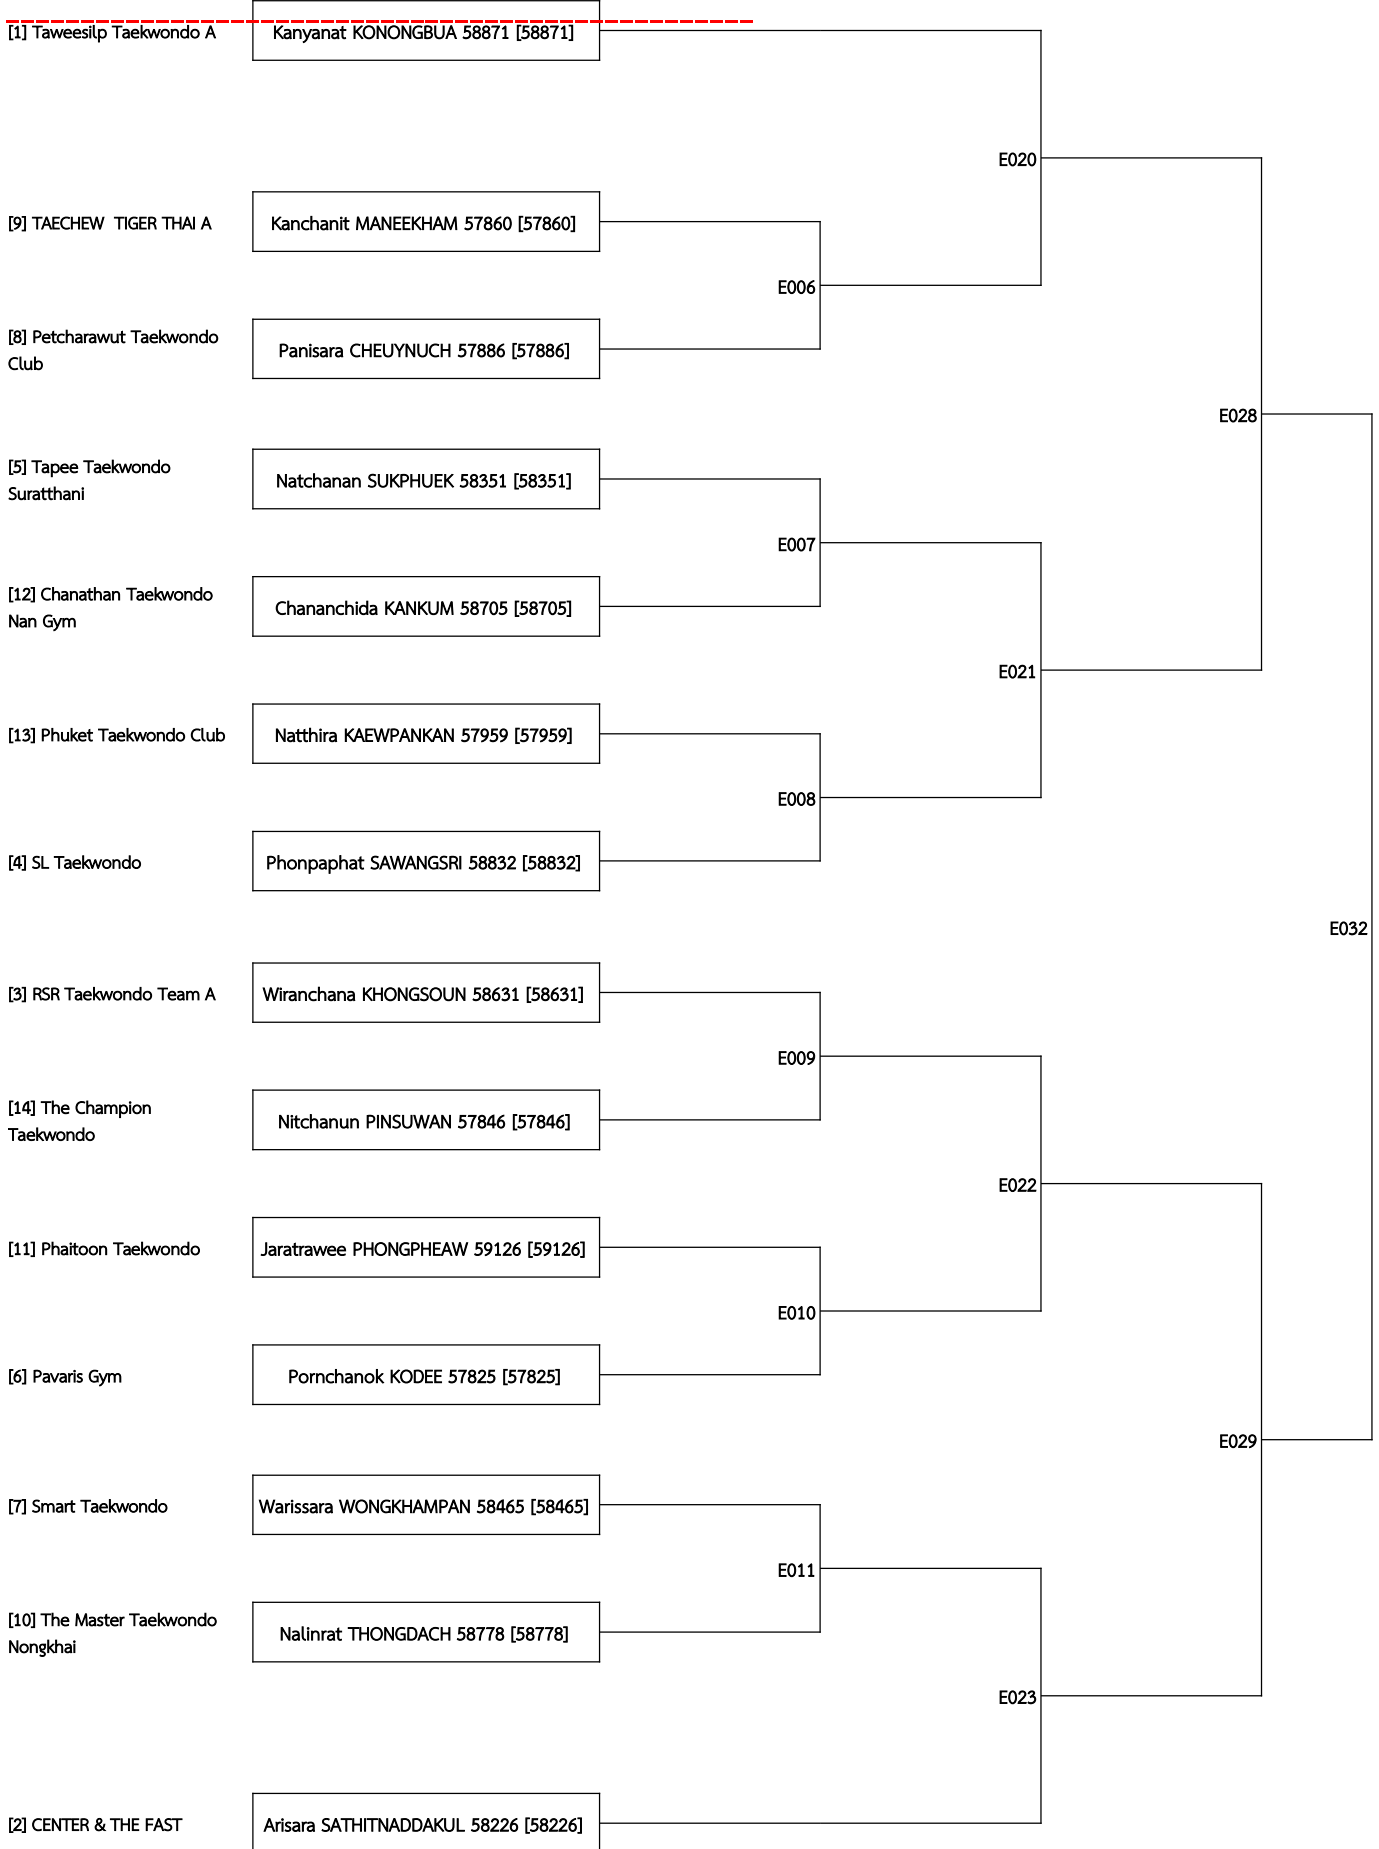 [1] Taweesilp Taekwondo A
Kanyanat KONONGBUA 58871 [58871]
E020
[9] TAECHEW  TIGER THAI A
Kanchanit MANEEKHAM 57860 [57860]
E006
[8] Petcharawut Taekwondo
Club
Panisara CHEUYNUCH 57886 [57886]
E028
[5] Tapee Taekwondo
Suratthani
Natchanan SUKPHUEK 58351 [58351]
E007
[12] Chanathan Taekwondo
Nan Gym
Chananchida KANKUM 58705 [58705]
E021
[13] Phuket Taekwondo Club
Natthira KAEWPANKAN 57959 [57959]
E008
[4] SL Taekwondo
Phonpaphat SAWANGSRI 58832 [58832]
E032
[3] RSR Taekwondo Team A
Wiranchana KHONGSOUN 58631 [58631]
E009
[14] The Champion
Taekwondo
Nitchanun PINSUWAN 57846 [57846]
E022
[11] Phaitoon Taekwondo
Jaratrawee PHONGPHEAW 59126 [59126]
E010
[6] Pavaris Gym
Pornchanok KODEE 57825 [57825]
E029
[7] Smart Taekwondo
Warissara WONGKHAMPAN 58465 [58465]
E011
[10] The Master Taekwondo
Nongkhai
Nalinrat THONGDACH 58778 [58778]
E023
[2] CENTER & THE FAST
Arisara SATHITNADDAKUL 58226 [58226]